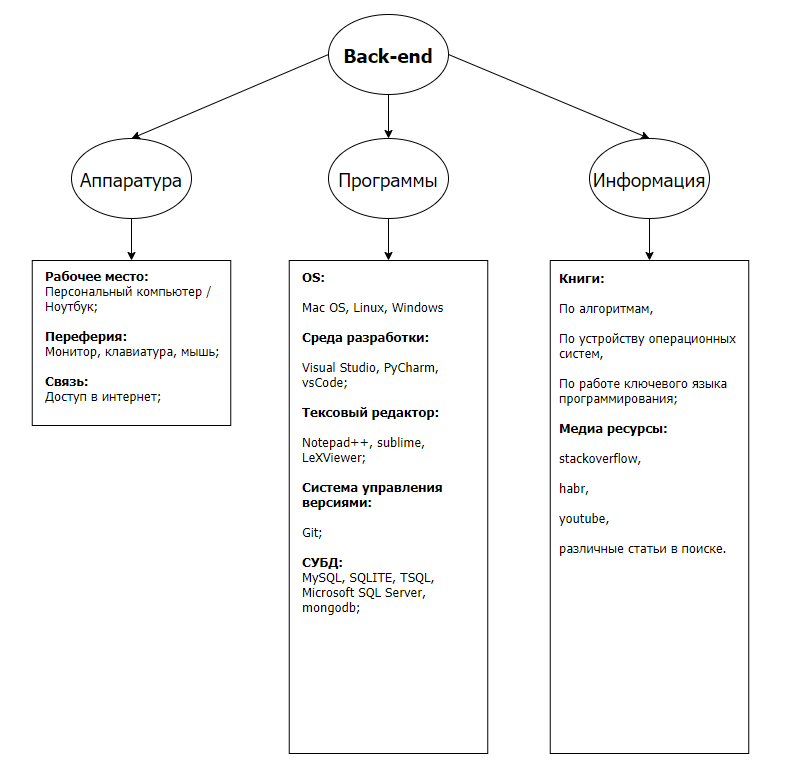 Back-end
Аппаратура
Программы
Информация
Рабочее место:
Персональный компьютер /
Ноутбук;
Переферия:
Монитор, клавиатура, мышь;
Связь:
Доступ в интернет;
OS:
Mac OS, Linux, Windows
Среда разработки:
Visual Studio, PyCharm,
vsCode;
Тексовый редактор:
Notepad++, sublime,
LeXViewer;
Система управления
версиями:
Git;
СУБД:
MySQL, SQLITE, TSQL,
Microsoft SQL Server,
mongodb;
Книги:
По алгоритмам,
По устройству операционных
систем,
По работе ключевого языка
программирования;
Медиа ресурсы:
stackoverflow,
habr,
youtube,
различные статьи в поиске.